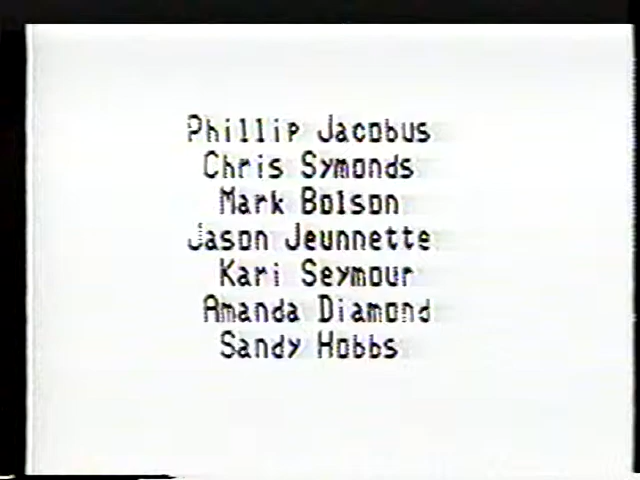 Phillip Jacobus
Chris Symonds
Mark Bolson
Jason Jeunnette
Kari Seymour
Amanda Diamond
Sandy Hobbs